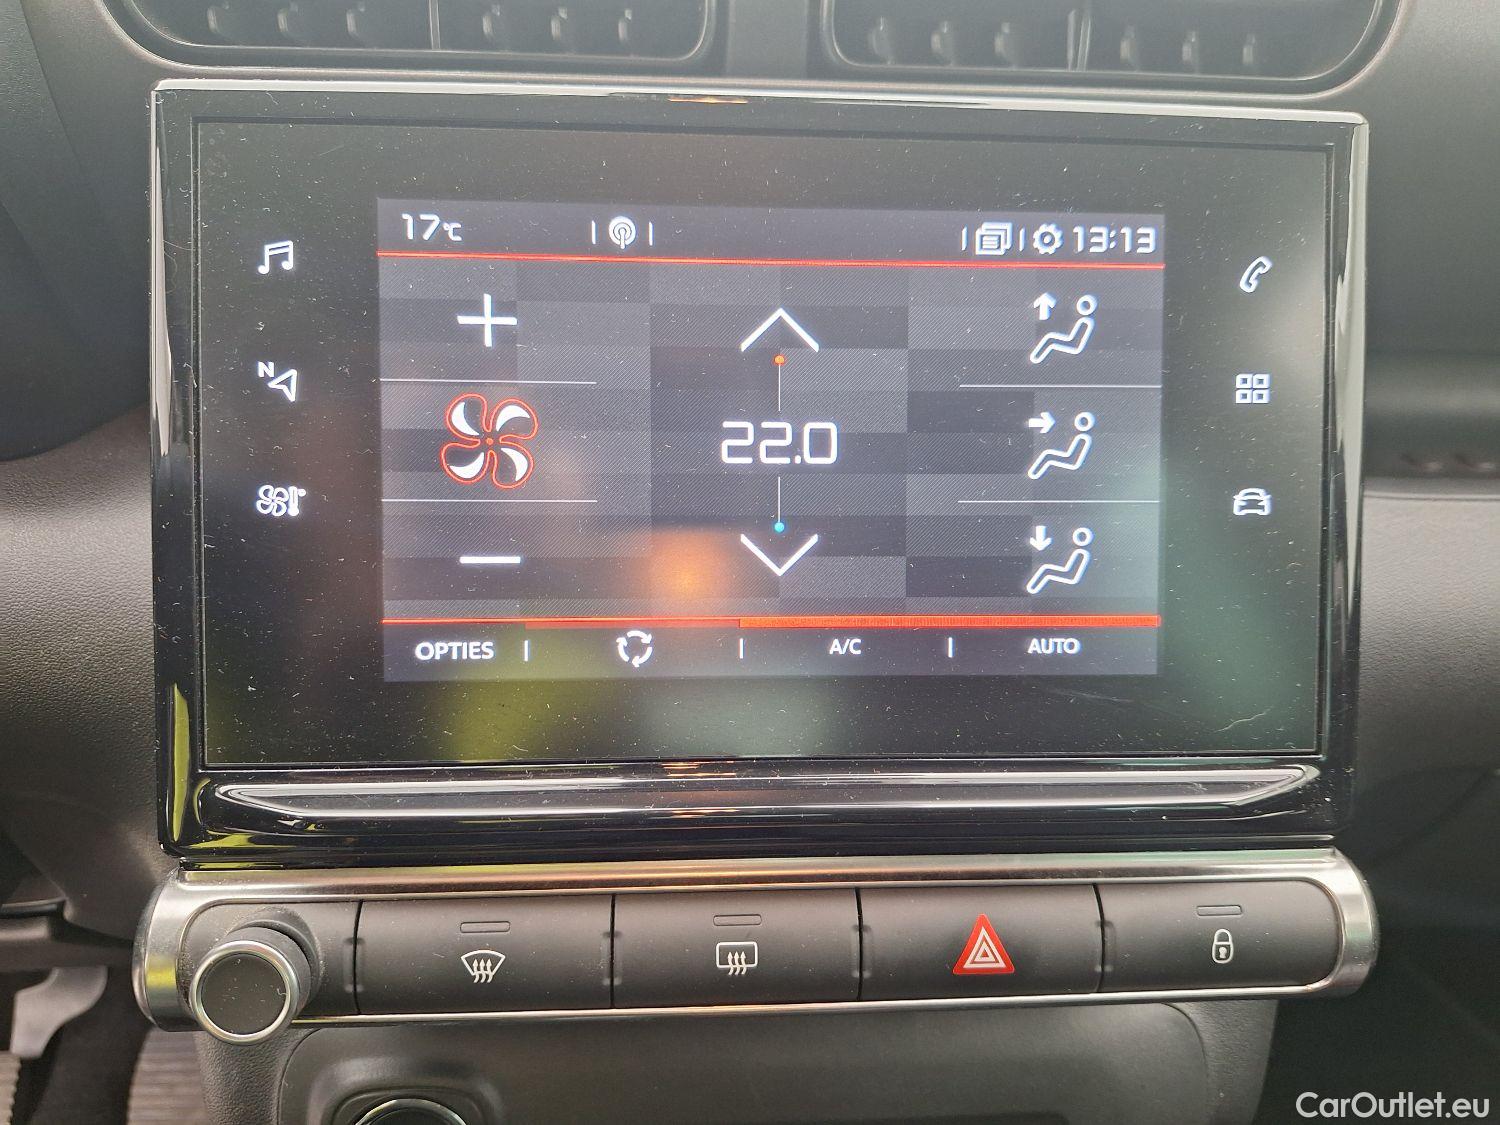 17°C
13:13
22.0
OPTIES
A/C
AUTO
N
CarOutlet.eu